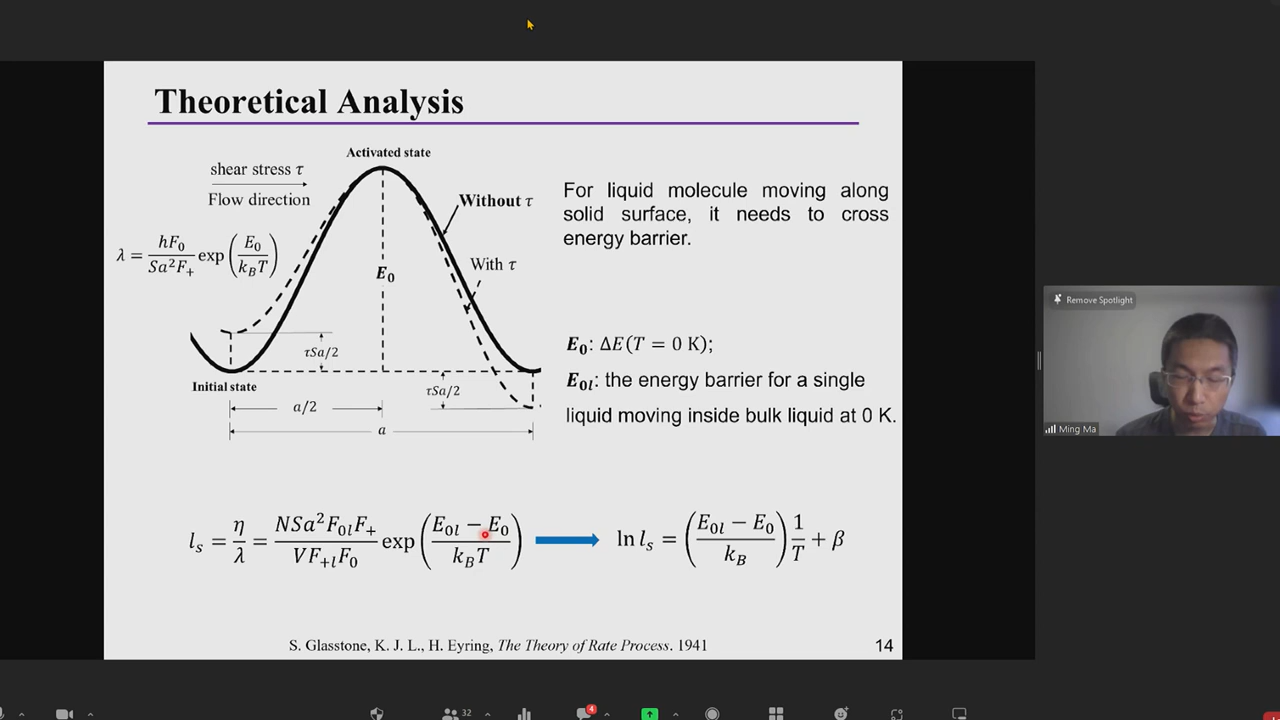 Theoretical Analysis
Activated state
shear stress τ
Flow direction
Without τ
With τ
λ = hF₀/Sa²F₊ exp(E₀/k_BT)
E₀
τSa/2
Initial state
τSa/2
a/2
a
For liquid molecule moving along
solid surface, it needs to cross
energy barrier.
E₀: ΔE(T = 0 K);
E₀ₗ: the energy barrier for a single
liquid moving inside bulk liquid at 0 K.
lₛ = η/λ = NSa²F₀ₗF₊/VF₊ₗF₀ exp((E₀ₗ − E₀)/k_BT)
ln lₛ = ((E₀ₗ − E₀)/k_B) 1/T + β
S. Glasstone, K. J. L., H. Eyring, The Theory of Rate Process. 1941
14
Remove Spotlight
Ming Ma
32
4